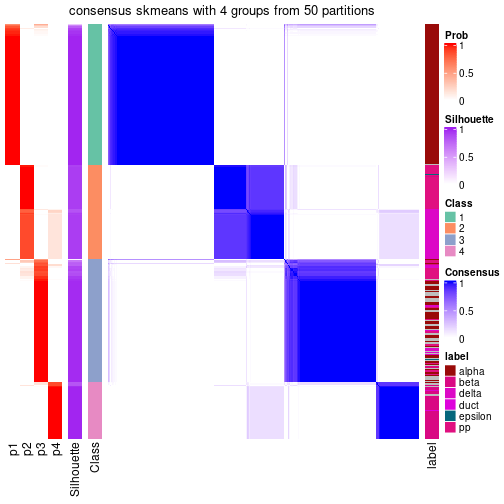 consensus skmeans with 4 groups from 50 partitions
Prob
1
0.5
0
Silhouette
1
0.5
0
Class
1
2
3
4
Consensus
1
0.5
0
label
alpha
beta
delta
duct
epsilon
pp
p1
p2
p3
p4
Silhouette
Class
label